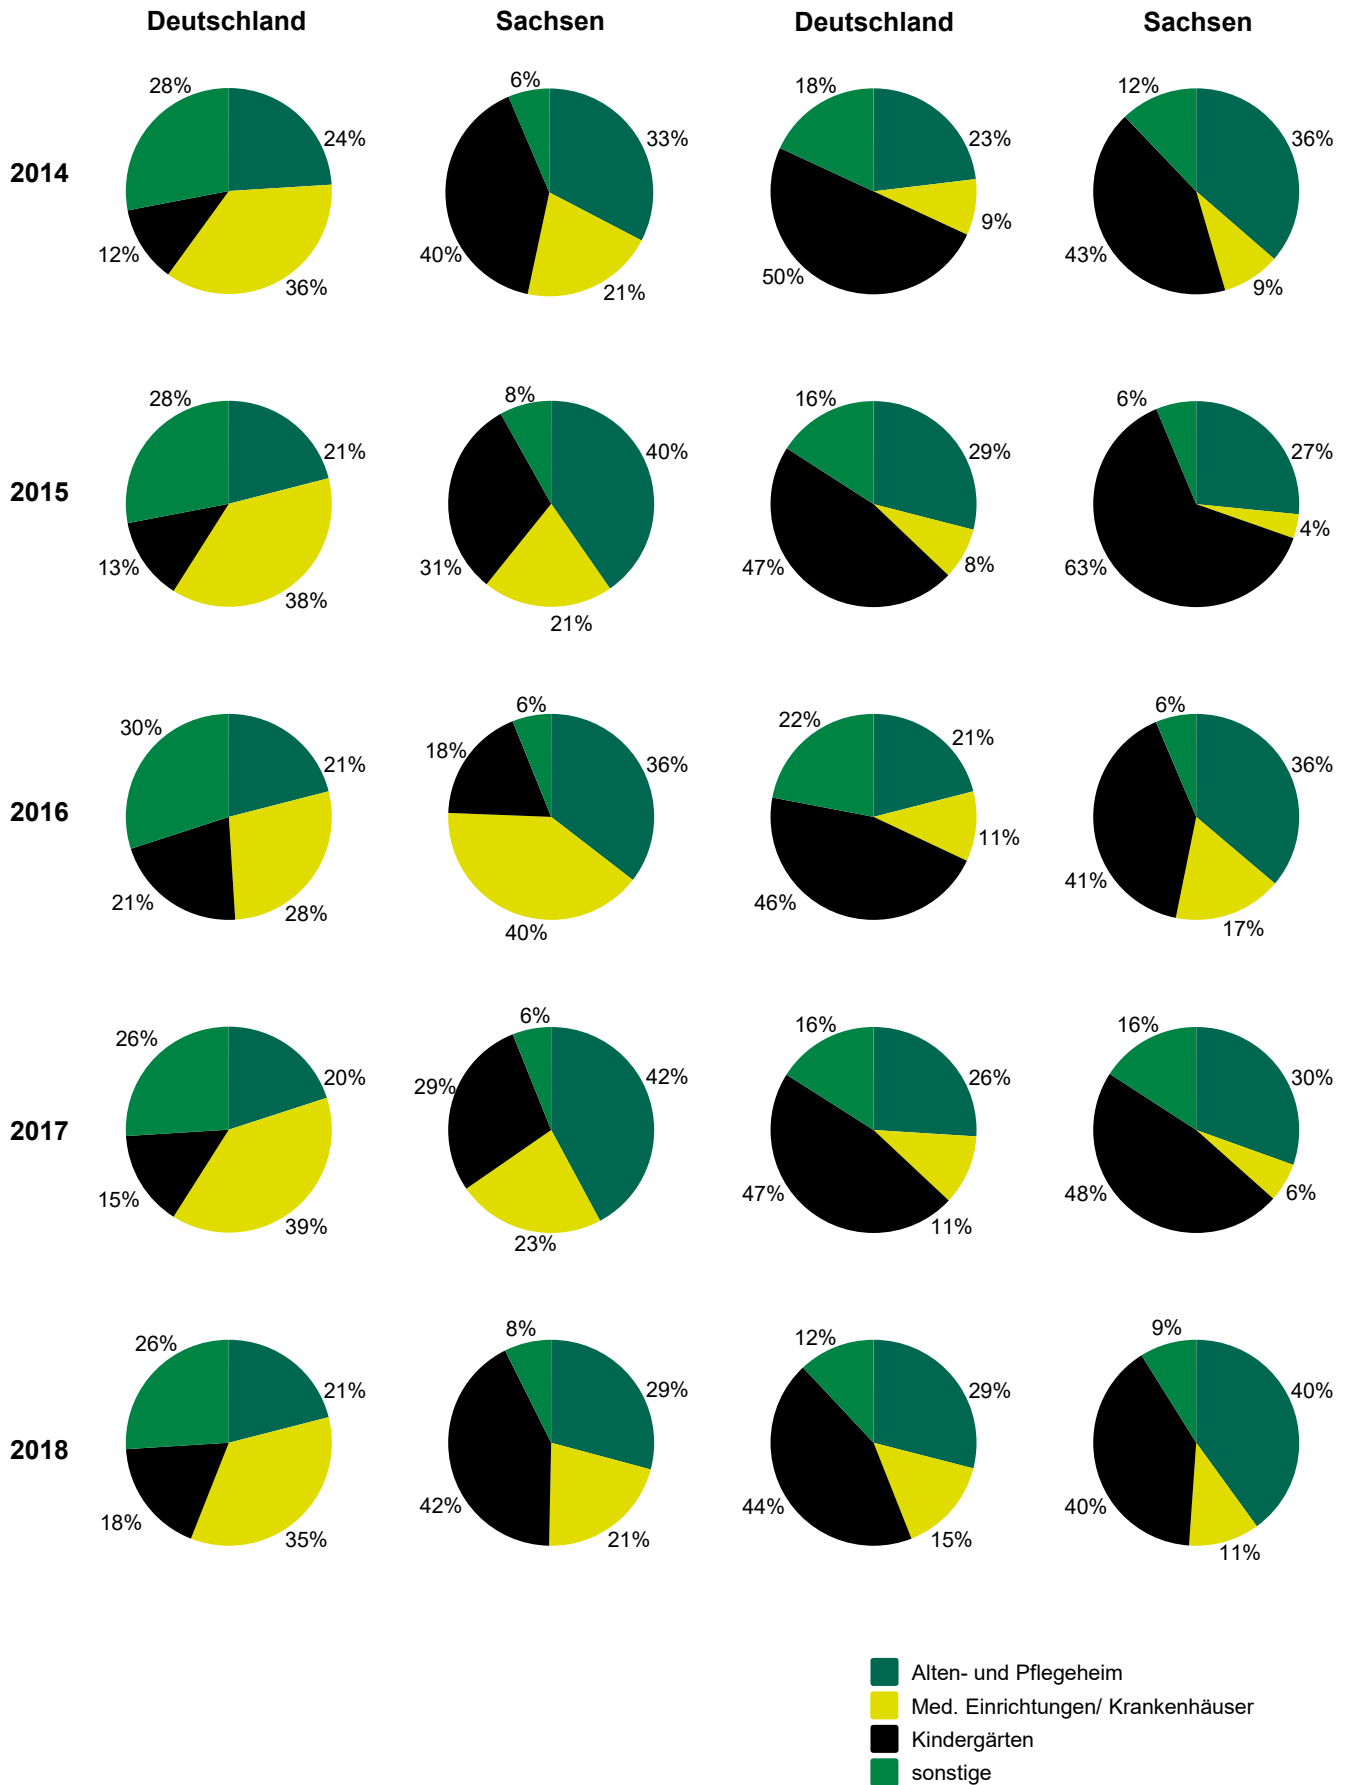 Deutschland Sachsen Deutschland Sachsen
28% 6% 18% 12%
24% 33% 23% 36%
2014
9%
12% 40% 50% 43%
36% 21% 9%
28% 8% 16% 6%
21% 40% 29% 27%
2015
4%
13% 31% 47% 8% 63%
38% 21%
30% 6% 22% 6%
21% 18% 36% 21% 36%
2016
11%
21% 28% 40% 46% 41% 17%
26% 6% 16% 16%
20% 29% 42% 26% 30%
2017
15% 47% 48% 6%
39% 23% 11%
26% 8% 12% 9%
21% 29% 29% 40%
2018
18% 42% 44% 40%
35% 21% 15% 11%
Alten- und Pflegeheim
Med. Einrichtungen/ Krankenhäuser
Kindergärten
sonstige